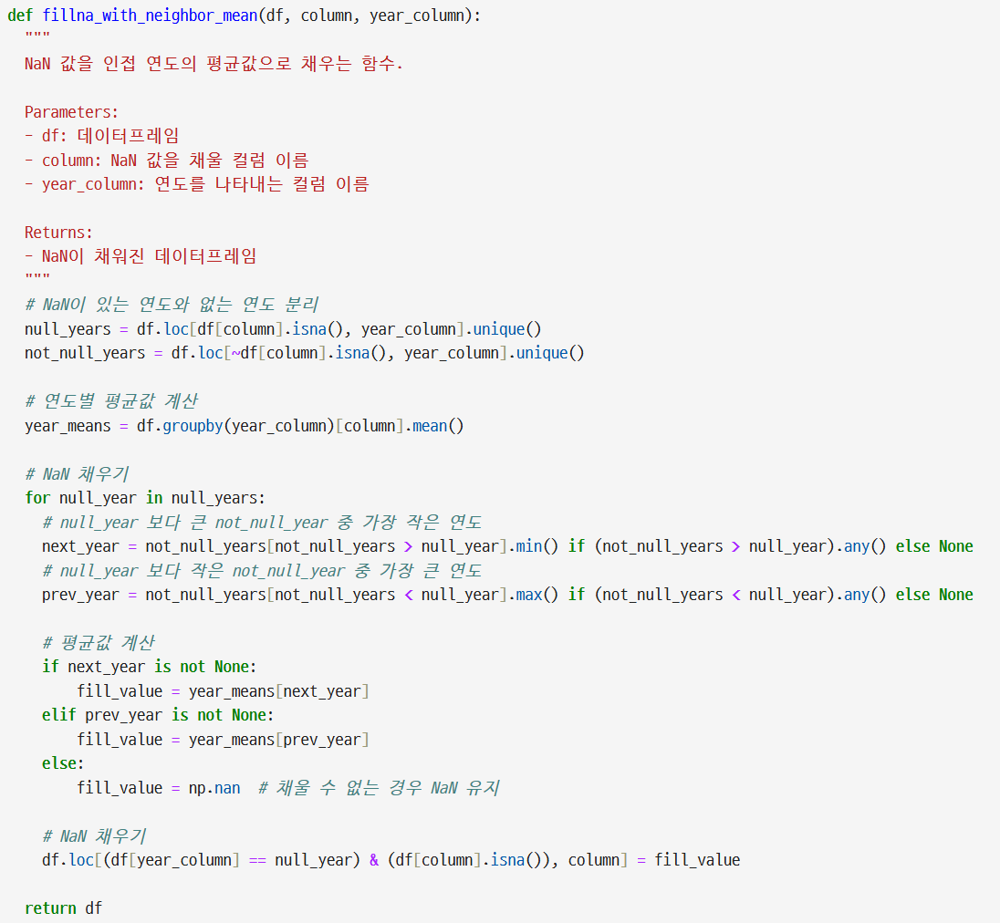 def fillna_with_neighbor_mean(df, column, year_column):
  """
  NaN 값을 인접 연도의 평균값으로 채우는 함수.

  Parameters:
  - df: 데이터프레임
  - column: NaN 값을 채울 컬럼 이름
  - year_column: 연도를 나타내는 컬럼 이름

  Returns:
  - NaN이 채워진 데이터프레임
  """
  # NaN이 있는 연도와 없는 연도 분리
  null_years = df.loc[df[column].isna(), year_column].unique()
  not_null_years = df.loc[~df[column].isna(), year_column].unique()

  # 연도별 평균값 계산
  year_means = df.groupby(year_column)[column].mean()

  # NaN 채우기
  for null_year in null_years:
    # null_year 보다 큰 not_null_year 중 가장 작은 연도
    next_year = not_null_years[not_null_years > null_year].min() if (not_null_years > null_year).any() else None
    # null_year 보다 작은 not_null_year 중 가장 큰 연도
    prev_year = not_null_years[not_null_years < null_year].max() if (not_null_years < null_year).any() else None

    # 평균값 계산
    if next_year is not None:
        fill_value = year_means[next_year]
    elif prev_year is not None:
        fill_value = year_means[prev_year]
    else:
        fill_value = np.nan  # 채울 수 없는 경우 NaN 유지

    # NaN 채우기
    df.loc[(df[year_column] == null_year) & (df[column].isna()), column] = fill_value

  return df